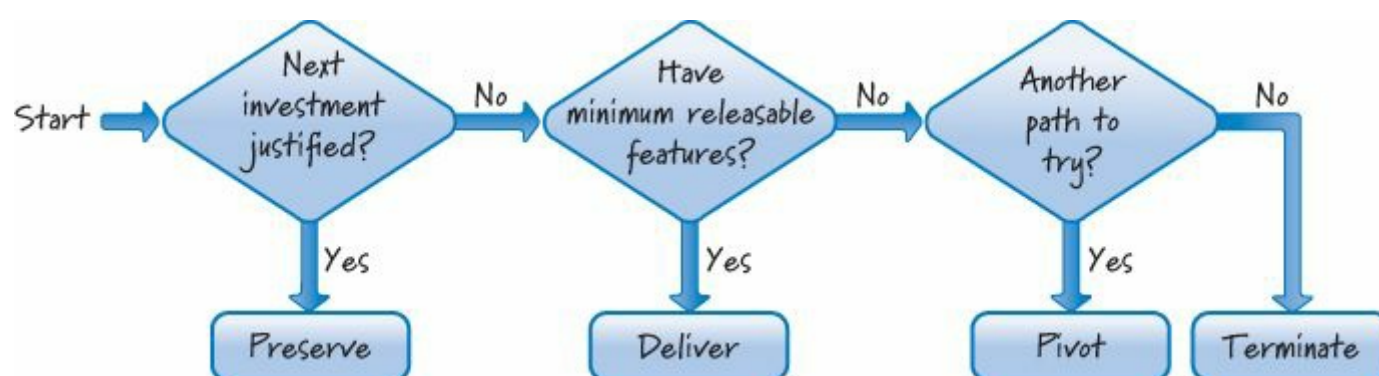 Start
Next
investment
justified?
No
Have
minimum releasable
features?
No
Another
path to
try?
No
Yes
Yes
Yes
Preserve
Deliver
Pivot
Terminate